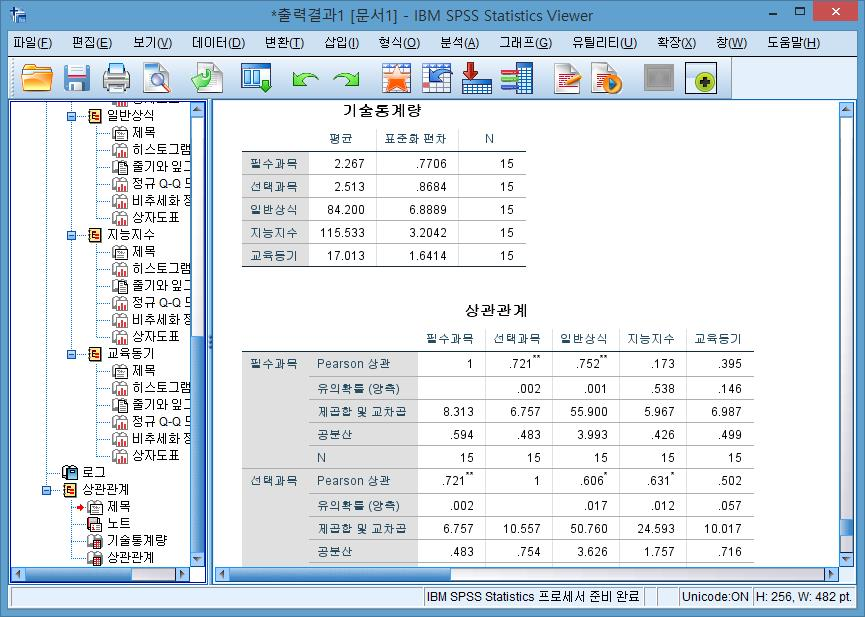 *출력결과1 [문서1] - IBM SPSS Statistics Viewer
파일(F) 편집(E) 보기(V) 데이터(D) 변환(T) 삽입(I) 형식(O) 분석(A) 그래프(G) 유틸리티(U) 확장(X) 창(W) 도움말(H)
상자도표
일반상식
제목
히스토그램
줄기와 잎그
정규 Q-Q 도
비추세화 정
상자도표
지능지수
제목
히스토그램
줄기와 잎그
정규 Q-Q 도
비추세화 정
상자도표
교육동기
제목
히스토그램
줄기와 잎그
정규 Q-Q 도
비추세화 정
상자도표
로그
상관관계
제목
노트
기술통계량
상관관계
기술통계량
평균 표준화 편차 N
필수과목 2.267 .7706 15
선택과목 2.513 .8684 15
일반상식 84.200 6.8889 15
지능지수 115.533 3.2042 15
교육동기 17.013 1.6414 15
상관관계
필수과목 선택과목 일반상식 지능지수 교육동기
필수과목 Pearson 상관 1 .721** .752** .173 .395
유의확률 (양측) .002 .001 .538 .146
제곱합 및 교차곱 8.313 6.757 55.900 5.967 6.987
공분산 .594 .483 3.993 .426 .499
N 15 15 15 15 15
선택과목 Pearson 상관 .721** 1 .606* .631* .502
유의확률 (양측) .002 .017 .012 .057
제곱합 및 교차곱 6.757 10.557 50.760 24.593 10.017
공분산 .483 .754 3.626 1.757 .716
IBM SPSS Statistics 프로세서 준비 완료 Unicode:ON H: 256, W: 482 pt.